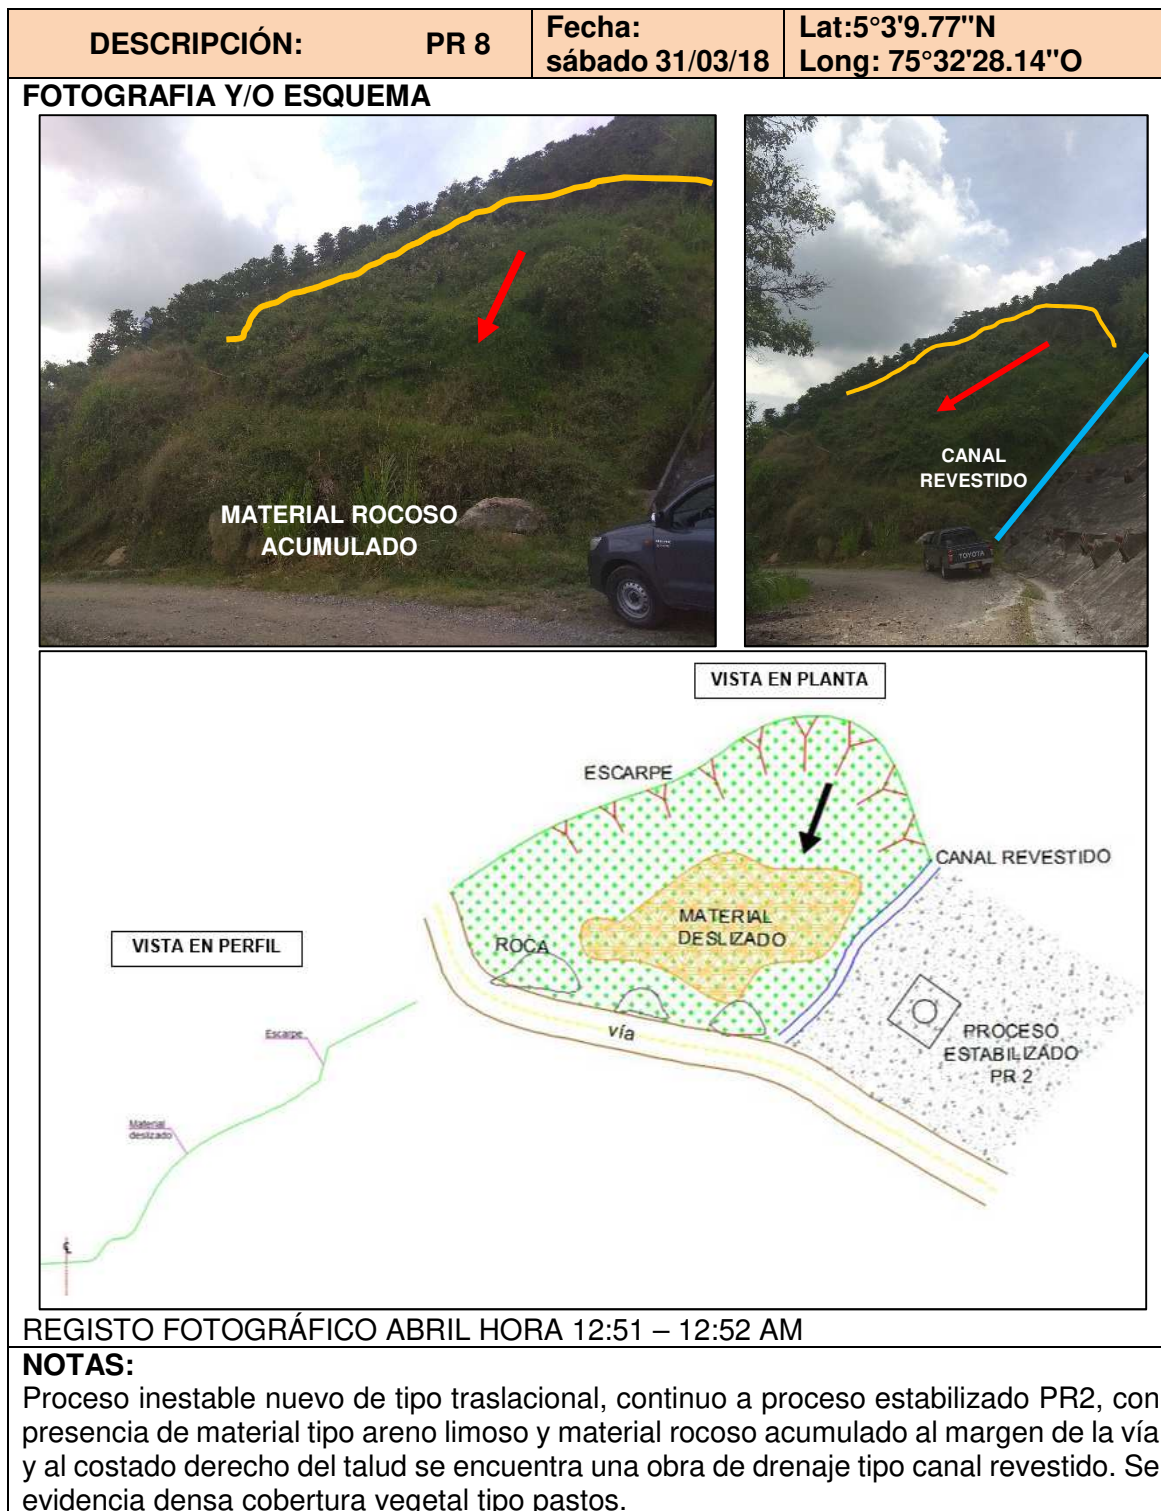 DESCRIPCIÓN: PR 8
Fecha:
sábado 31/03/18
Lat:5°3'9.77"N
Long: 75°32'28.14"O
FOTOGRAFIA Y/O ESQUEMA
MATERIAL ROCOSO
ACUMULADO
CANAL
REVESTIDO
TOYOTA
VISTA EN PLANTA
ESCARPE
CANAL REVESTIDO
MATERIAL
DESLIZADO
ROCA
vía
PROCESO
ESTABILIZADO
PR 2
VISTA EN PERFIL
Escarpe
Material
deslizado
REGISTO FOTOGRÁFICO ABRIL HORA 12:51 – 12:52 AM
NOTAS:
Proceso inestable nuevo de tipo traslacional, continuo a proceso estabilizado PR2, con
presencia de material tipo areno limoso y material rocoso acumulado al margen de la vía
y al costado derecho del talud se encuentra una obra de drenaje tipo canal revestido. Se
evidencia densa cobertura vegetal tipo pastos.